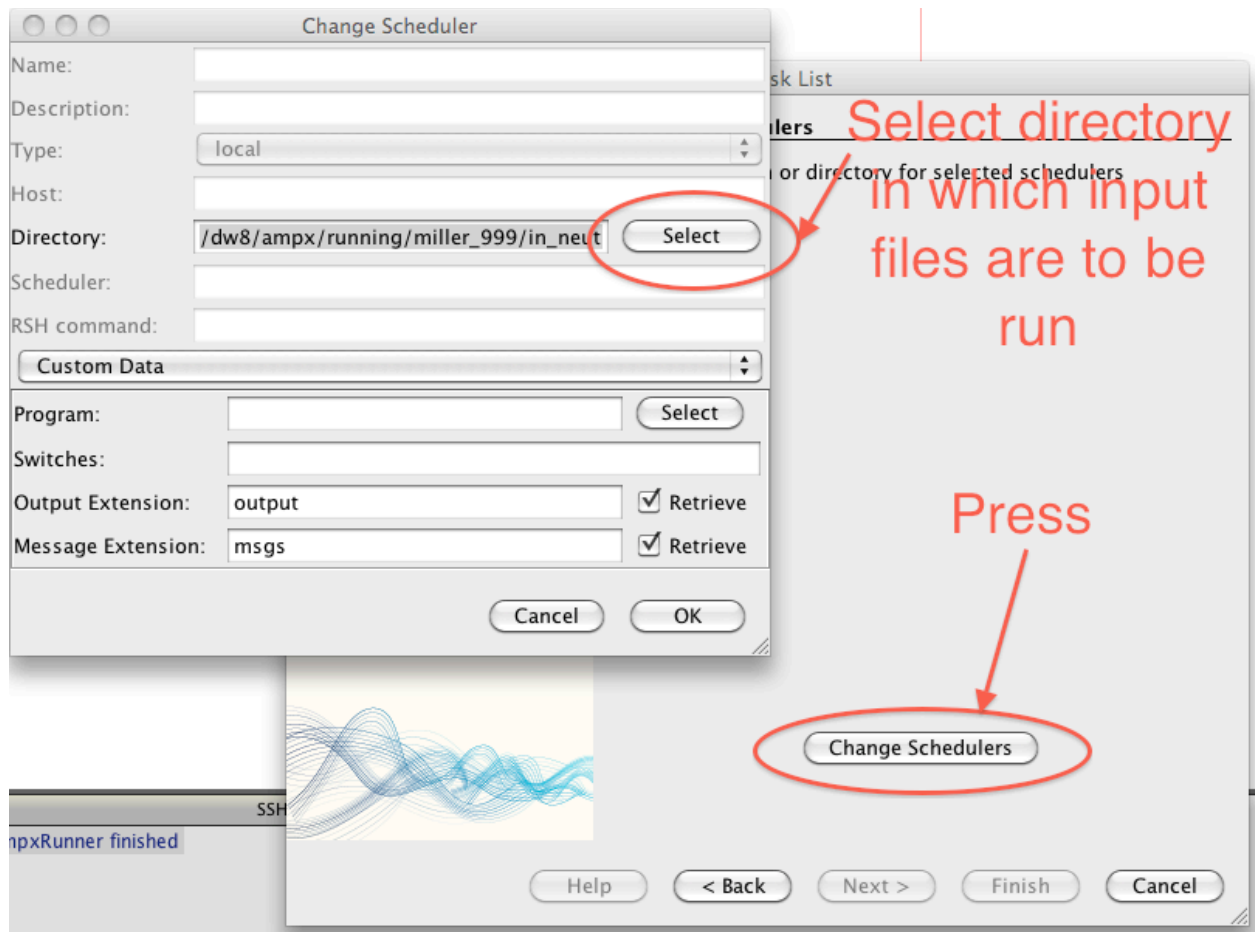 Change Scheduler
Name:
Description:
Type: local
Host:
Directory: /dw8/ampx/running/miller_999/in_neut Select
Scheduler:
RSH command:
Custom Data
Program: Select
Switches:
Output Extension: output Retrieve
Message Extension: msgs Retrieve
Cancel OK
sk List
lers
or directory for selected schedulers
Select directory
in which input
files are to be
run
Press
Change Schedulers
SSH
mpxRunner finished
Help < Back Next > Finish Cancel